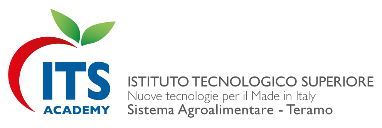 ITS
ACADEMY
ISTITUTO TECNOLOGICO SUPERIORE
Nuove tecnologie per il Made in Italy
Sistema Agroalimentare - Teramo